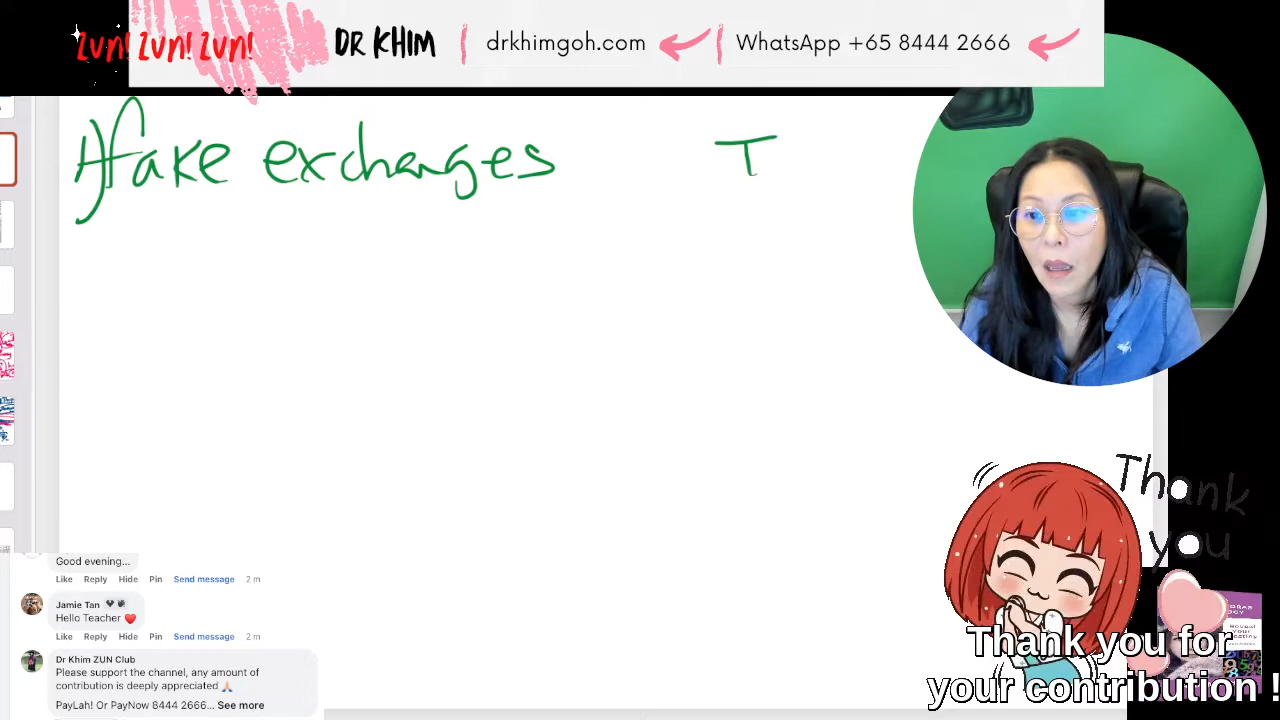 ZUN! ZUN! ZUN! DR KHIM drkhimgoh.com WhatsApp +65 8444 2666
1) fake exchanges T
Good evening...
Like Reply Hide Pin Send message 2 m
Jamie Tan
Hello Teacher ❤️
Like Reply Hide Pin Send message 2 m
Dr Khim ZUN Club
Please support the channel, any amount of
contribution is deeply appreciated 🙏🏻
PayLah! Or PayNow 8444 2666... See more
Thank
you
Thank you for
your contribution !